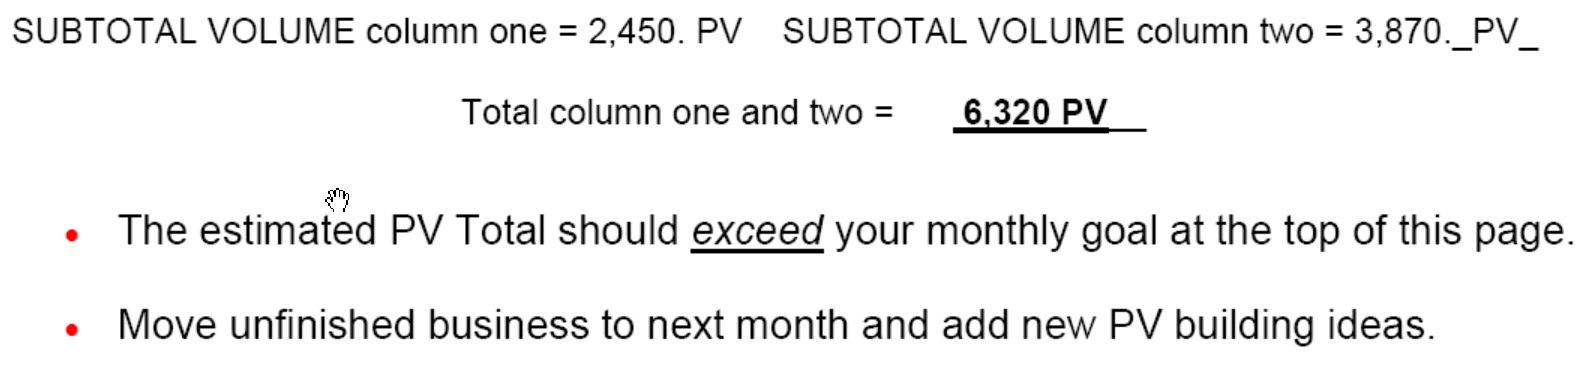 SUBTOTAL VOLUME column one = 2,450. PV SUBTOTAL VOLUME column two = 3,870._PV_
Total column one and two = 6,320 PV
• The estimated PV Total should exceed your monthly goal at the top of this page.
• Move unfinished business to next month and add new PV building ideas.